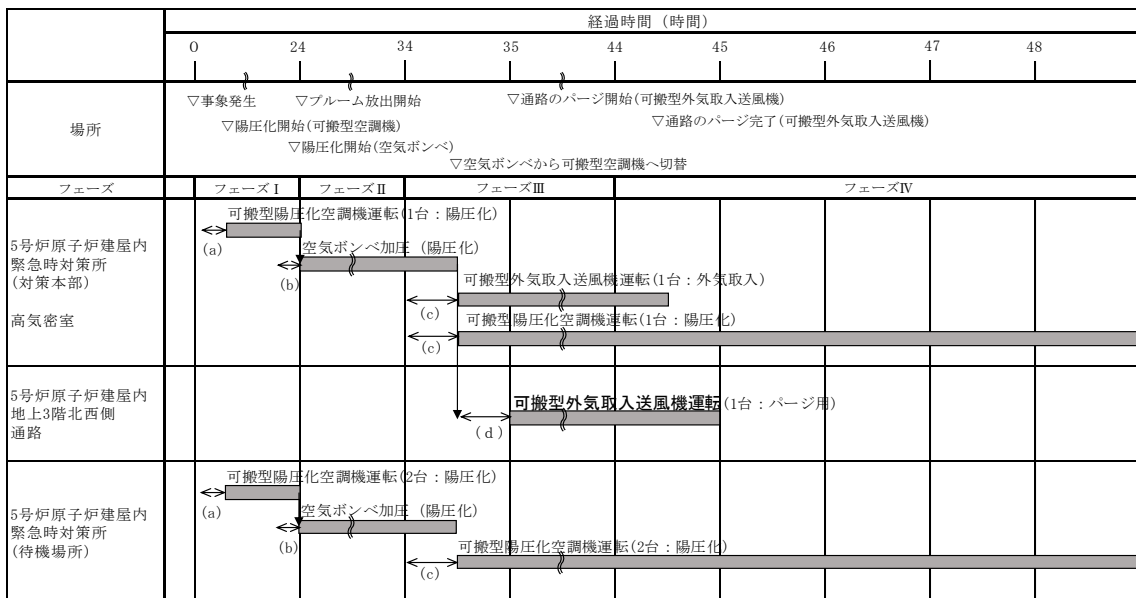 経過時間（時間）
0 24 34 35 44 45 46 47 48
場所
▽事象発生 ▽プルーム放出開始 ▽通路のパージ開始(可搬型外気取入送風機)
▽陽圧化開始(可搬型空調機) ▽通路のパージ完了(可搬型外気取入送風機)
▽陽圧化開始(空気ボンベ)
▽空気ボンベから可搬型空調機へ切替
フェーズ フェーズⅠ フェーズⅡ フェーズⅢ フェーズⅣ
5号炉原子炉建屋内
緊急時対策所
(対策本部)
高気密室
可搬型陽圧化空調機運転(1台：陽圧化)
(a)
空気ボンベ加圧（陽圧化）
(b)
可搬型外気取入送風機運転(1台：外気取入)
(c)
可搬型陽圧化空調機運転(1台：陽圧化)
(c)
5号炉原子炉建屋内
地上3階北西側
通路
可搬型外気取入送風機運転(1台：パージ用)
(d)
5号炉原子炉建屋内
緊急時対策所
(待機場所)
可搬型陽圧化空調機運転(2台：陽圧化)
(a)
空気ボンベ加圧（陽圧化）
(b)
可搬型陽圧化空調機運転(2台：陽圧化)
(c)